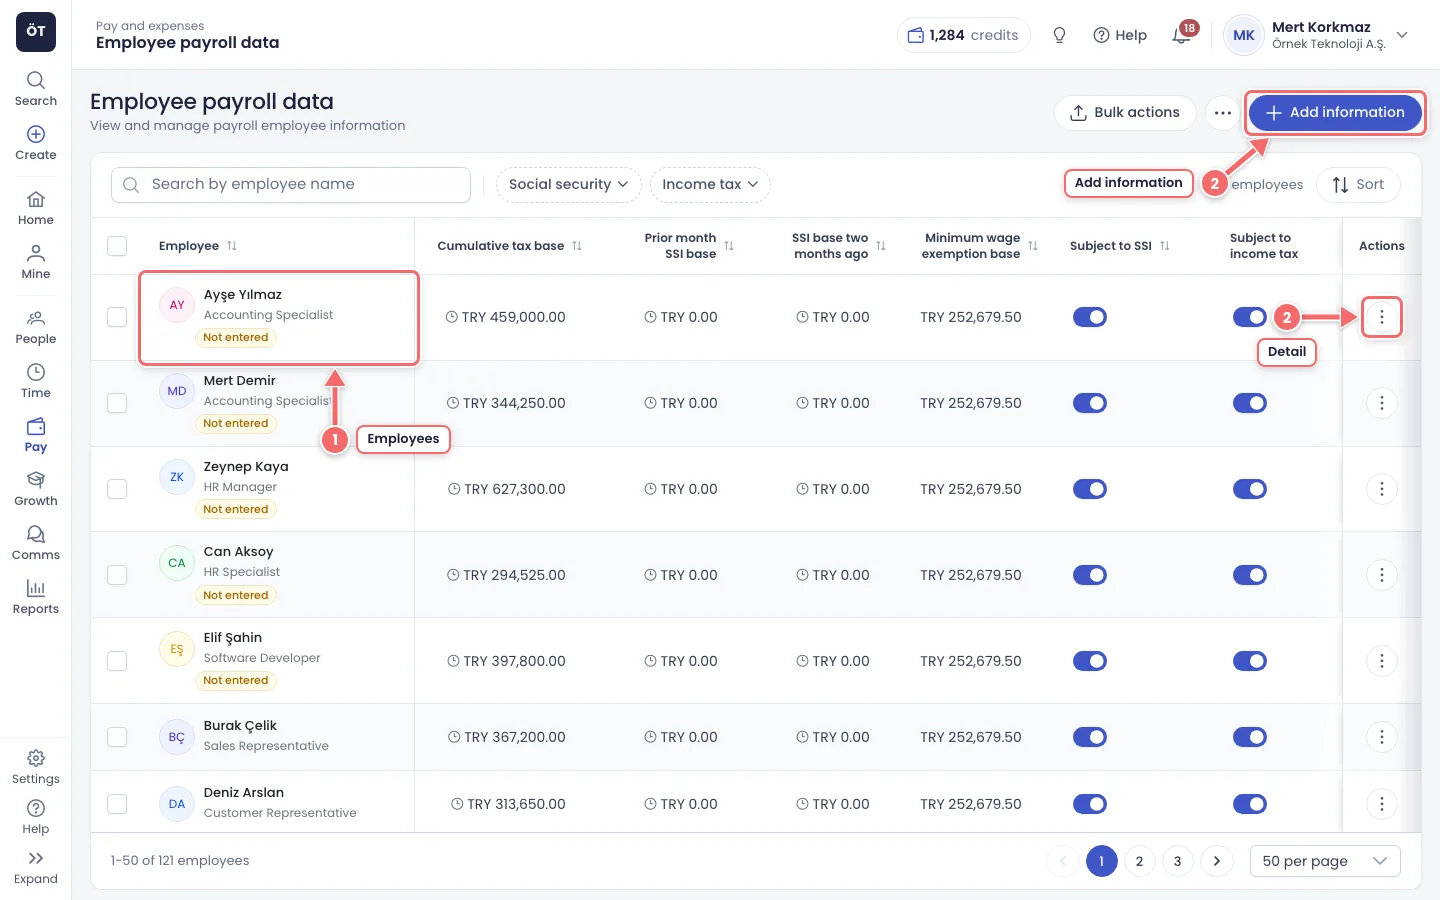 ÖT
Search
Create
Home
Mine
People
Time
Pay
Growth
Comms
Reports
Settings
Help
Expand
Pay and expenses
Employee payroll data
1,284 credits
Help
18
MK
Mert Korkmaz
Örnek Teknoloji A.Ş.
Employee payroll data
View and manage payroll employee information
Bulk actions
Add information
Search by employee name
Social security
Income tax
Add information
2
employees
Sort
Employee
Cumulative tax base
Prior month
SSI base
SSI base two
months ago
Minimum wage
exemption base
Subject to SSI
Subject to
income tax
Actions
AY
Ayşe Yılmaz
Accounting Specialist
Not entered
TRY 459,000.00
TRY 0.00
TRY 0.00
TRY 252,679.50
2
Detail
MD
Mert Demir
Accounting Specialist
Not entered
TRY 344,250.00
TRY 0.00
TRY 0.00
TRY 252,679.50
1
Employees
ZK
Zeynep Kaya
HR Manager
Not entered
TRY 627,300.00
TRY 0.00
TRY 0.00
TRY 252,679.50
CA
Can Aksoy
HR Specialist
Not entered
TRY 294,525.00
TRY 0.00
TRY 0.00
TRY 252,679.50
EŞ
Elif Şahin
Software Developer
Not entered
TRY 397,800.00
TRY 0.00
TRY 0.00
TRY 252,679.50
BÇ
Burak Çelik
Sales Representative
TRY 367,200.00
TRY 0.00
TRY 0.00
TRY 252,679.50
DA
Deniz Arslan
Customer Representative
TRY 313,650.00
TRY 0.00
TRY 0.00
TRY 252,679.50
1-50 of 121 employees
1
2
3
50 per page